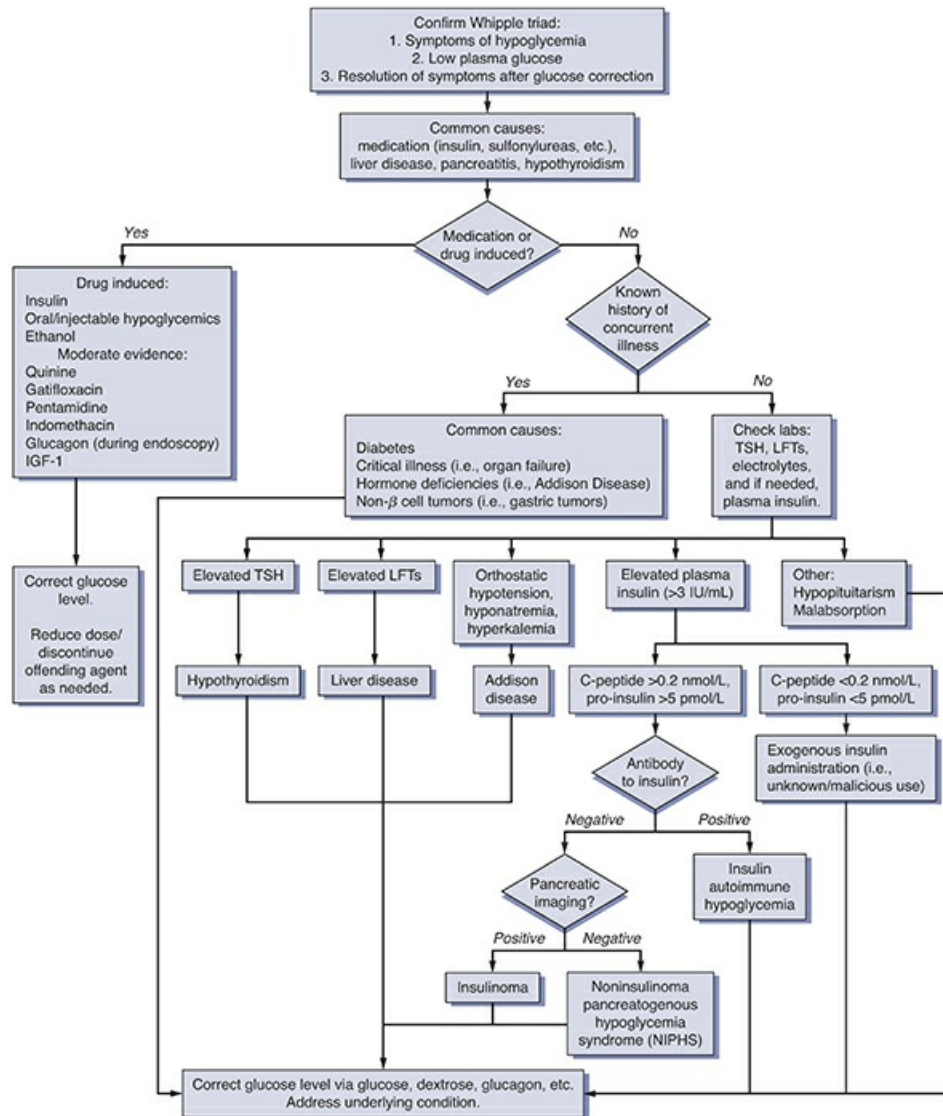 Confirm Whipple triad:
1. Symptoms of hypoglycemia
2. Low plasma glucose
3. Resolution of symptoms after glucose correction
Common causes:
medication (insulin, sulfonylureas, etc.),
liver disease, pancreatitis, hypothyroidism
Medication or
drug induced?
Yes
No
Drug induced:
Insulin
Oral/injectable hypoglycemics
Ethanol
Moderate evidence:
Quinine
Gatifloxacin
Pentamidine
Indomethacin
Glucagon (during endoscopy)
IGF-1
Correct glucose
level.
Reduce dose/
discontinue
offending agent
as needed.
Known
history of
concurrent
illness
Yes
No
Common causes:
Diabetes
Critical illness (i.e., organ failure)
Hormone deficiencies (i.e., Addison Disease)
Non-β cell tumors (i.e., gastric tumors)
Check labs:
TSH, LFTs,
electrolytes,
and if needed,
plasma insulin.
Elevated TSH
Elevated LFTs
Orthostatic
hypotension,
hyponatremia,
hyperkalemia
Elevated plasma
insulin (>3 IU/mL)
Other:
Hypopituitarism
Malabsorption
Hypothyroidism
Liver disease
Addison
disease
C-peptide >0.2 nmol/L,
pro-insulin >5 pmol/L
C-peptide <0.2 nmol/L,
pro-insulin <5 pmol/L
Antibody
to insulin?
Exogenous insulin
administration (i.e.,
unknown/malicious use)
Negative
Positive
Pancreatic
imaging?
Insulin
autoimmune
hypoglycemia
Positive
Negative
Insulinoma
Noninsulinoma
pancreatogenous
hypoglycemia
syndrome (NIPHS)
Correct glucose level via glucose, dextrose, glucagon, etc.
Address underlying condition.